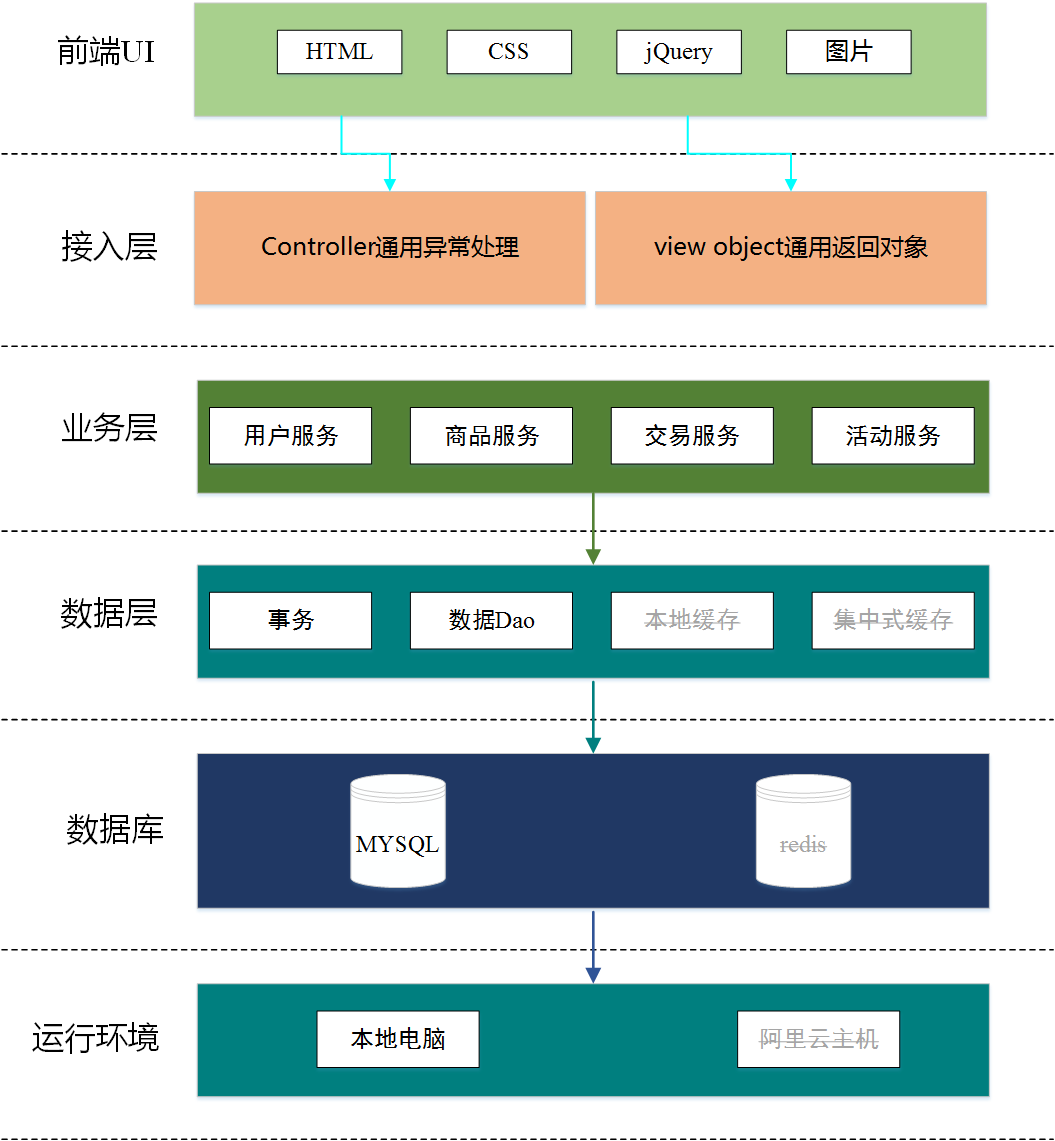 前端UI
HTML
CSS
jQuery
图片
接入层
Controller通用异常处理
view object通用返回对象
业务层
用户服务
商品服务
交易服务
活动服务
数据层
事务
数据Dao
本地缓存
集中式缓存
数据库
MYSQL
redis
运行环境
本地电脑
阿里云主机